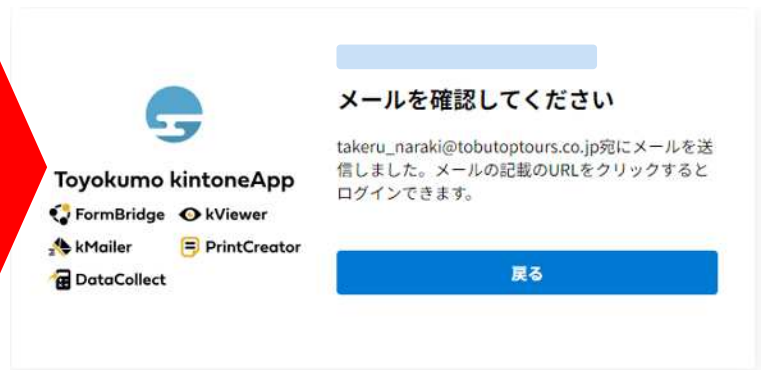 Toyokumo kintoneApp
FormBridge kViewer
kMailer PrintCreator
DataCollect
メールを確認してください
takeru_naraki@tobutoptours.co.jp宛にメールを送
信しました。メールの記載のURLをクリックすると
ログインできます。
戻る